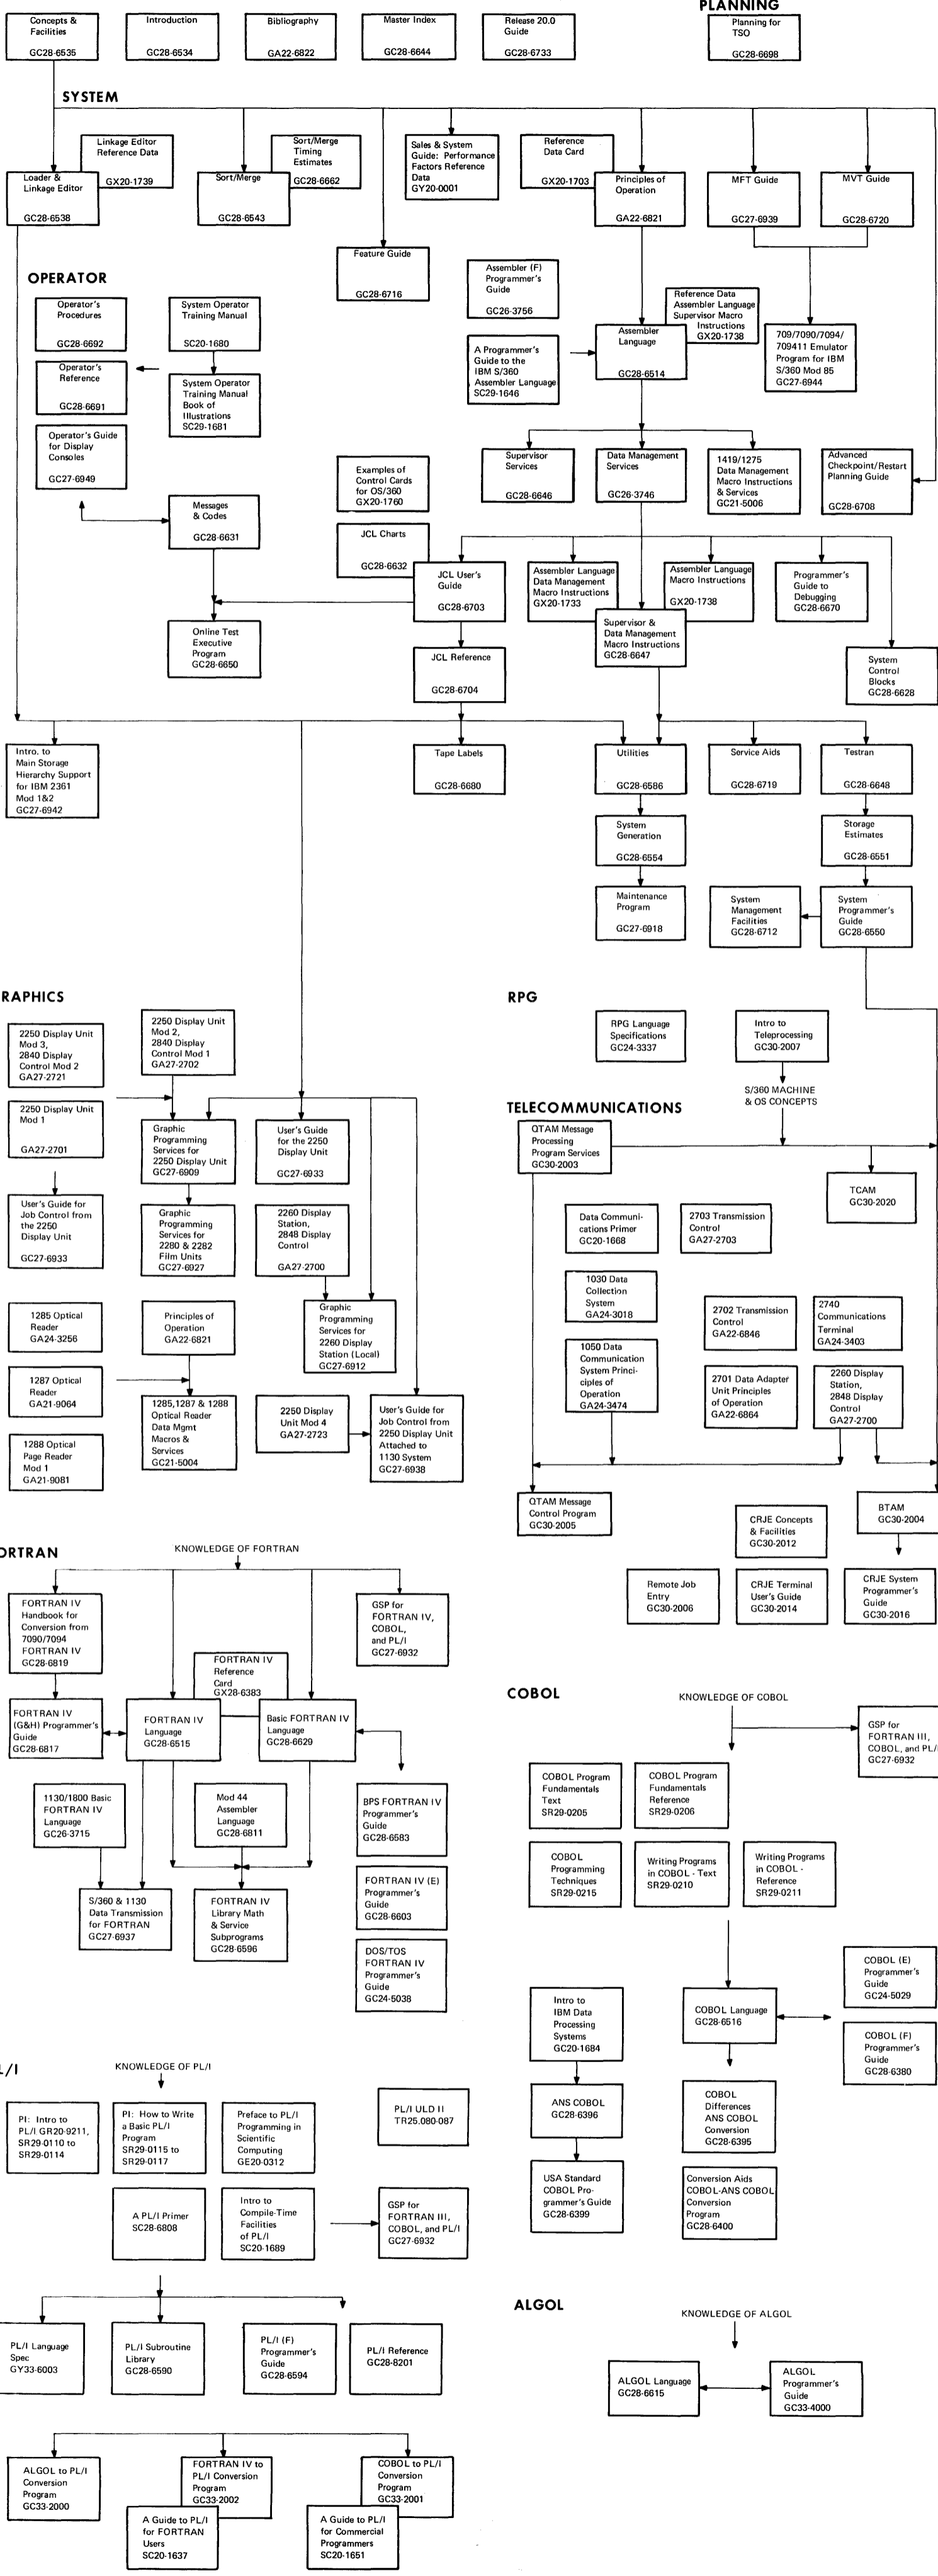 PLANNING
Concepts &
Facilities
GC28-6535
Introduction
GC28-6534
Bibliography
GA22-6822
Master Index
GC28-6644
Release 20.0
Guide
GC28-6733
Planning for
TSO
GC28-6698
SYSTEM
Linkage Editor
Reference Data
GX20-1739
Loader &
Linkage Editor
GC28-6538
Sort/Merge
Timing
Estimates
GC28-6662
Sort/Merge
GC28-6543
Sales & System
Guide: Performance
Factors Reference
Data
GY20-0001
Reference
Data Card
GX20-1703
Principles of
Operation
GA22-6821
MFT Guide
GC27-6939
MVT Guide
GC28-6720
Feature Guide
GC28-6716
OPERATOR
Operator's
Procedures
GC28-6692
System Operator
Training Manual
SC20-1680
Operator's
Reference
GC28-6691
System Operator
Training Manual
Book of
Illustrations
SC29-1681
Operator's Guide
for Display
Consoles
GC27-6949
Messages
& Codes
GC28-6631
Online Test
Executive
Program
GC28-6650
Assembler (F)
Programmer's
Guide
GC26-3756
A Programmer's
Guide to the
IBM S/360
Assembler Language
SC29-1646
Reference Data
Assembler Language
Supervisor Macro
Instructions
GX20-1738
Assembler
Language
GC28-6514
709/7090/7094/
709411 Emulator
Program for IBM
S/360 Mod 85
GC27-6944
Examples of
Control Cards
for OS/360
GX20-1760
JCL Charts
GC28-6632
JCL User's
Guide
GC28-6703
JCL Reference
GC28-6704
Supervisor
Services
GC28-6646
Data Management
Services
GC26-3746
1419/1275
Data Management
Macro Instructions
& Services
GC21-5006
Advanced
Checkpoint/Restart
Planning Guide
GC28-6708
Assembler Language
Data Management
Macro Instructions
GX20-1733
Assembler Language
Macro Instructions
GX20-1738
Supervisor &
Data Management
Macro Instructions
GC28-6647
Programmer's
Guide to
Debugging
GC28-6670
System
Control
Blocks
GC28-6628
Intro. to
Main Storage
Hierarchy Support
for IBM 2361
Mod 1&2
GC27-6942
Tape Labels
GC28-6680
Utilities
GC28-6586
Service Aids
GC28-6719
Testran
GC28-6648
System
Generation
GC28-6554
Storage
Estimates
GC28-6551
Maintenance
Program
GC27-6918
System
Management
Facilities
GC28-6712
System
Programmer's
Guide
GC28-6550
RAPHICS
2250 Display Unit
Mod 3,
2840 Display
Control Mod 2
GA27-2721
2250 Display Unit
Mod 2,
2840 Display
Control Mod 1
GA27-2702
2250 Display Unit
Mod 1
GA27-2701
Graphic
Programming
Services for
2250 Display Unit
GC27-6909
User's Guide
for the 2250
Display Unit
GC27-6933
User's Guide for
Job Control from
the 2250
Display Unit
GC27-6933
Graphic
Programming
Services for
2280 & 2282
Film Units
GC27-6927
2260 Display
Station,
2848 Display
Control
GA27-2700
1285 Optical
Reader
GA24-3256
Principles of
Operation
GA22-6821
Graphic
Programming
Services for
2260 Display
Station (Local)
GC27-6912
1287 Optical
Reader
GA21-9064
1285,1287 & 1288
Optical Reader
Data Mgmt
Macros &
Services
GC21-5004
2250 Display
Unit Mod 4
GA27-2723
User's Guide for
Job Control from
2250 Display Unit
Attached to
1130 System
GC27-6938
1288 Optical
Page Reader
Mod 1
GA21-9081
RPG
RPG Language
Specifications
GC24-3337
Intro to
Teleprocessing
GC30-2007
S/360 MACHINE
& OS CONCEPTS
TELECOMMUNICATIONS
QTAM Message
Processing
Program Services
GC30-2003
TCAM
GC30-2020
Data Communi-
cations Primer
GC20-1668
2703 Transmission
Control
GA27-2703
1030 Data
Collection
System
GA24-3018
2702 Transmission
Control
GA22-6846
2740
Communications
Terminal
GA24-3403
1050 Data
Communication
System Princi-
ciples of
Operation
GA24-3474
2701 Data Adapter
Unit Principles
of Operation
GA22-6864
2260 Display
Station,
2848 Display
Control
GA27-2700
QTAM Message
Control Program
GC30-2005
CRJE Concepts
& Facilities
GC30-2012
BTAM
GC30-2004
Remote Job
Entry
GC30-2006
CRJE Terminal
User's Guide
GC30-2014
CRJE System
Programmer's
Guide
GC30-2016
ORTRAN
KNOWLEDGE OF FORTRAN
FORTRAN IV
Handbook for
Conversion from
7090/7094
FORTRAN IV
GC28-6819
FORTRAN IV
Reference
Card
GX28-6383
GSP for
FORTRAN IV,
COBOL,
and PL/I
GC27-6932
FORTRAN IV
(G&H) Programmer's
Guide
GC28-6817
FORTRAN IV
Language
GC28-6515
Basic FORTRAN IV
Language
GC28-6629
1130/1800 Basic
FORTRAN IV
Language
GC26-3715
Mod 44
Assembler
Language
GC28-6811
BPS FORTRAN IV
Programmer's
Guide
GC28-6583
S/360 & 1130
Data Transmission
for FORTRAN
GC27-6937
FORTRAN IV
Library Math
& Service
Subprograms
GC28-6596
FORTRAN IV (E)
Programmer's
Guide
GC28-6603
DOS/TOS
FORTRAN IV
Programmer's
Guide
GC24-5038
COBOL
KNOWLEDGE OF COBOL
GSP for
FORTRAN III,
COBOL, and PL/I
GC27-6932
COBOL Program
Fundamentals
Text
SR29-0205
COBOL Program
Fundamentals
Reference
SR29-0206
COBOL
Programming
Techniques
SR29-0215
Writing Programs
in COBOL - Text
SR29-0210
Writing Programs
in COBOL -
Reference
SR29-0211
Intro to
IBM Data
Processing
Systems
GC20-1684
COBOL Language
GC28-6516
COBOL (E)
Programmer's
Guide
GC24-5029
COBOL (F)
Programmer's
Guide
GC28-6380
ANS COBOL
GC28-6396
COBOL
Differences
ANS COBOL
Conversion
GC28-6395
USA Standard
COBOL Pro-
grammer's Guide
GC28-6399
Conversion Aids
COBOL-ANS COBOL
Conversion
Program
GC28-6400
L/I
KNOWLEDGE OF PL/I
PI: Intro to
PL/I GR20-9211,
SR29-0110 to
SR29-0114
PI: How to Write
a Basic PL/I
Program
SR29-0115 to
SR29-0117
Preface to PL/I
Programming in
Scientific
Computing
GE20-0312
PL/I ULD II
TR25.080-087
A PL/I Primer
SC28-6808
Intro to
Compile-Time
Facilities
of PL/I
SC20-1689
GSP for
FORTRAN III,
COBOL, and PL/I
GC27-6932
PL/I Language
Spec
GY33-6003
PL/I Subroutine
Library
GC28-6590
PL/I (F)
Programmer's
Guide
GC28-6594
PL/I Reference
GC28-8201
ALGOL to PL/I
Conversion
Program
GC33-2000
FORTRAN IV to
PL/I Conversion
Program
GC33-2002
A Guide to PL/I
for FORTRAN
Users
SC20-1637
COBOL to PL/I
Conversion
Program
GC33-2001
A Guide to PL/I
for Commercial
Programmers
SC20-1651
ALGOL
KNOWLEDGE OF ALGOL
ALGOL Language
GC28-6615
ALGOL
Programmer's
Guide
GC33-4000